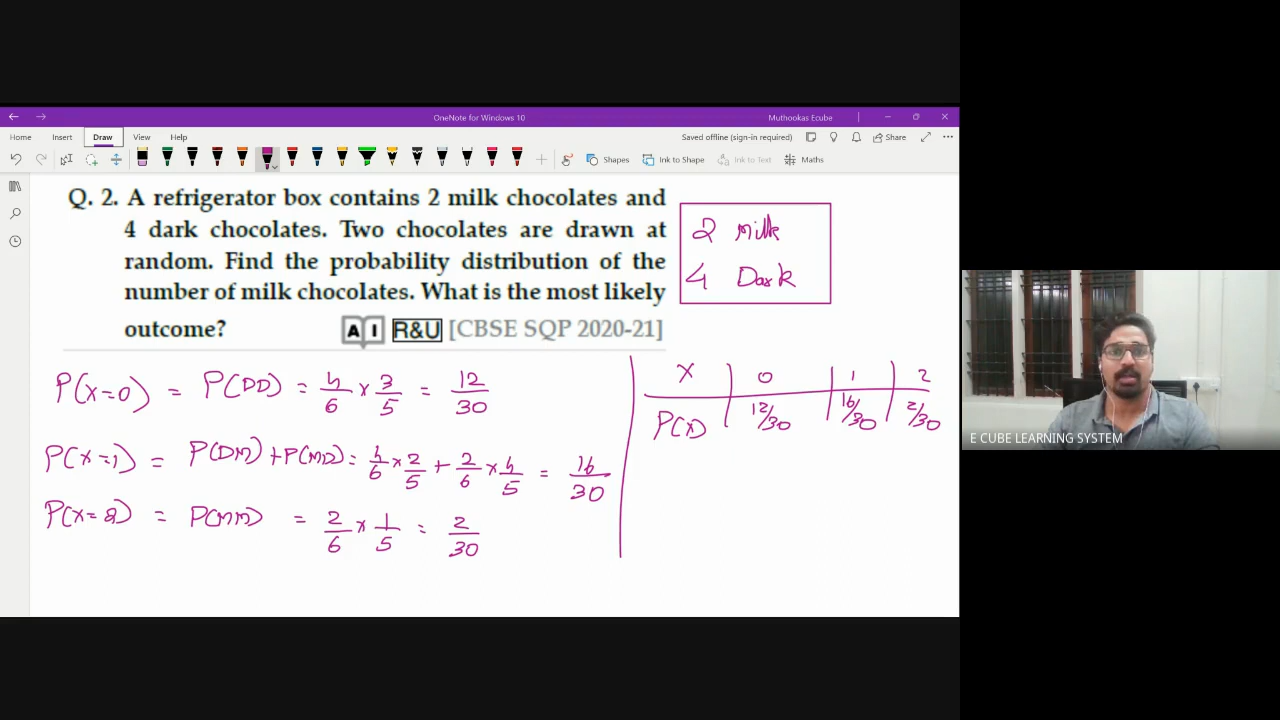 OneNote for Windows 10
Muthookas Ecube
Home Insert Draw View Help
Saved offline (sign-in required)
Share
Shapes
Ink to Shape
Ink to Text
Maths
Q. 2. A refrigerator box contains 2 milk chocolates and
4 dark chocolates. Two chocolates are drawn at
random. Find the probability distribution of the
number of milk chocolates. What is the most likely
outcome?
AI R&U [CBSE SQP 2020-21]
2 Milk
4 Dark
P(X=0) = P(DD) = 4/6 × 3/5 = 12/30
P(X=1) = P(DM) + P(MD) = 4/6 × 2/5 + 2/6 × 4/5 = 16/30
P(X=2) = P(MM) = 2/6 × 1/5 = 2/30
X 0 1 2
P(X) 12/30 16/30 2/30
E CUBE LEARNING SYSTEM